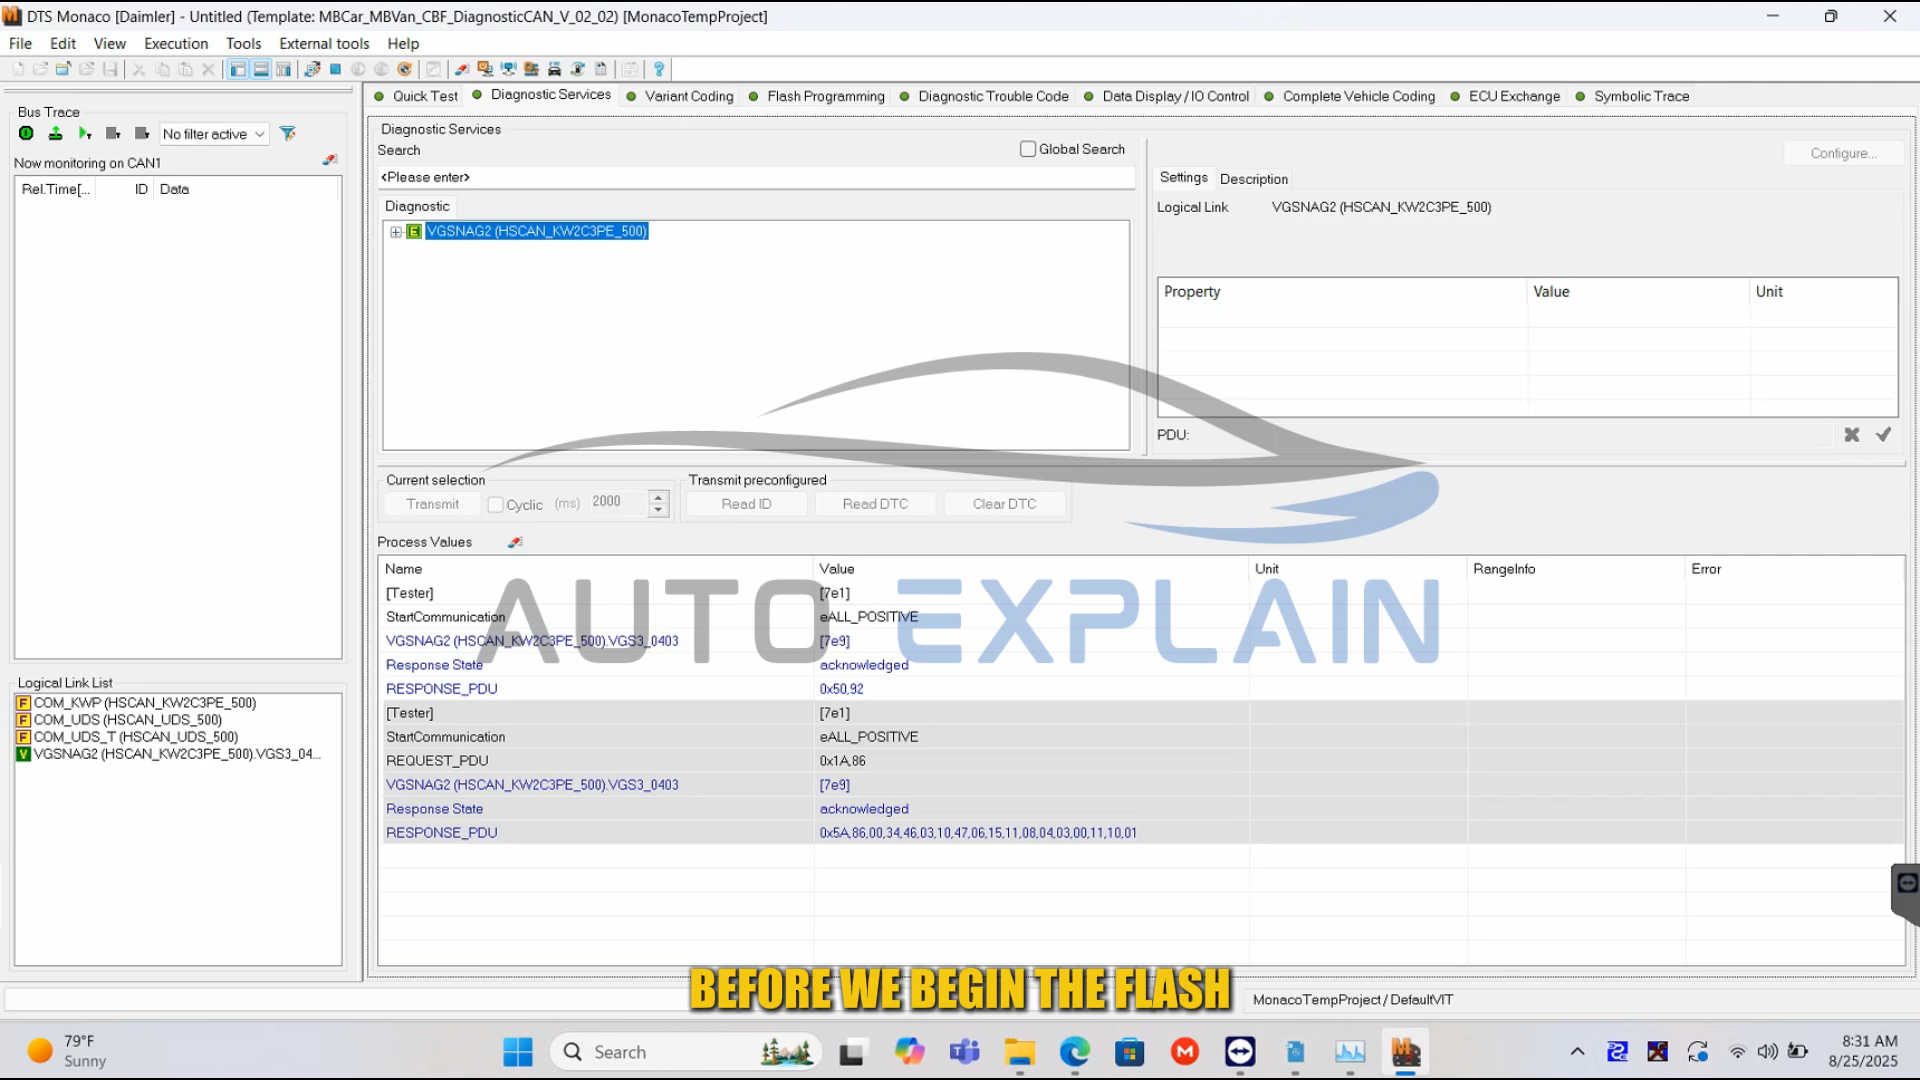 DTS Monaco [Daimler] - Untitled (Template: MBCar_MBVan_CBF_DiagnosticCAN_V_02_02) [MonacoTempProject]
File Edit View Execution Tools External tools Help
Quick Test Diagnostic Services Variant Coding Flash Programming Diagnostic Trouble Code Data Display / IO Control Complete Vehicle Coding ECU Exchange Symbolic Trace
Bus Trace
No filter active
Now monitoring on CAN1
Rel.Time[... ID Data
Diagnostic Services
Search
Global Search
<Please enter>
Diagnostic
VGSNAG2 (HSCAN_KW2C3PE_500)
Configure...
Settings Description
Logical Link VGSNAG2 (HSCAN_KW2C3PE_500)
Property Value Unit
PDU:
Current selection
Transmit Cyclic (ms) 2000
Transmit preconfigured
Read ID Read DTC Clear DTC
Process Values
Name Value Unit RangeInfo Error
[Tester] [7e1]
StartCommunication eALL_POSITIVE
VGSNAG2 (HSCAN_KW2C3PE_500).VGS3_0403 [7e9]
Response State acknowledged
RESPONSE_PDU 0x50,92
[Tester] [7e1]
StartCommunication eALL_POSITIVE
REQUEST_PDU 0x1A,86
VGSNAG2 (HSCAN_KW2C3PE_500).VGS3_0403 [7e9]
Response State acknowledged
RESPONSE_PDU 0x5A,86,00,34,46,03,10,47,06,15,11,08,04,03,00,11,10,01
AUTO EXPLAIN
Logical Link List
COM_KWP (HSCAN_KW2C3PE_500)
COM_UDS (HSCAN_UDS_500)
COM_UDS_T (HSCAN_UDS_500)
VGSNAG2 (HSCAN_KW2C3PE_500).VGS3_04...
BEFORE WE BEGIN THE FLASH
MonacoTempProject / DefaultVIT
79°F
Sunny
Search
8:31 AM
8/25/2025